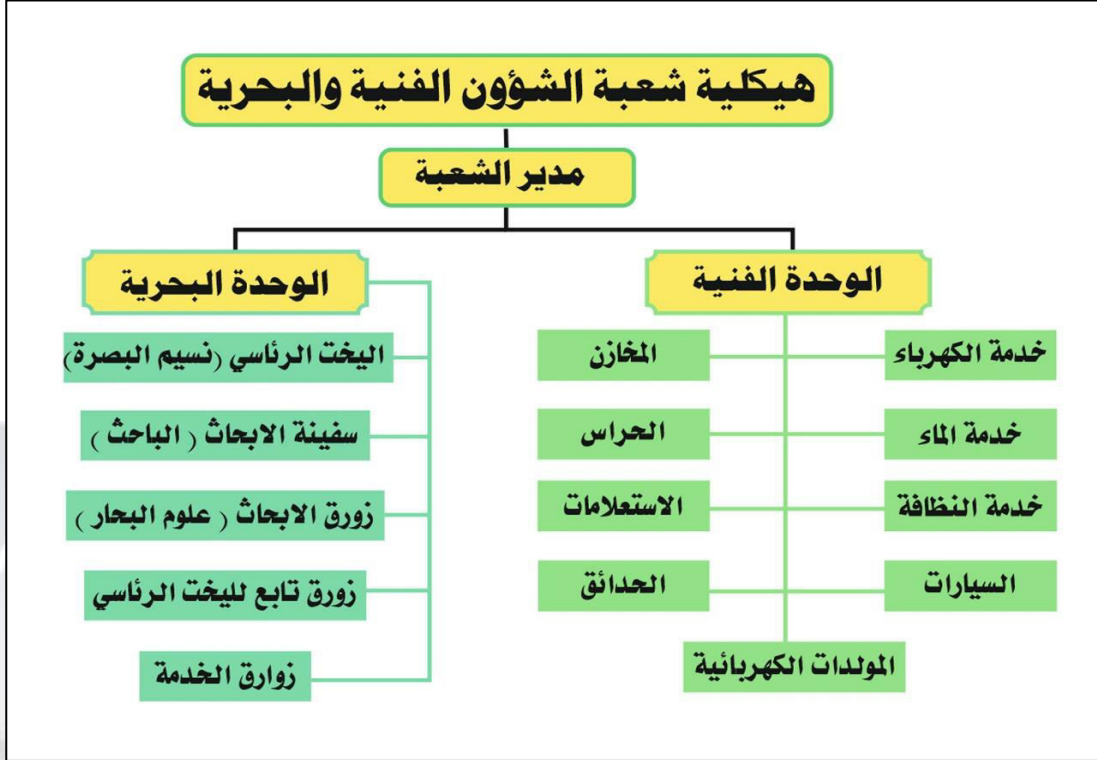 هيكلية شعبة الشؤون الفنية والبحرية
مدير الشعبة
الوحدة الفنية
خدمة الكهرباء
المخازن
خدمة الماء
الحراس
خدمة النظافة
الاستعلامات
السيارات
الحدائق
المولدات الكهربائية
الوحدة البحرية
اليخت الرئاسي (نسيم البصرة)
سفينة الابحاث ( الباحث )
زورق الابحاث ( علوم البحار )
زورق تابع لليخت الرئاسي
زوارق الخدمة